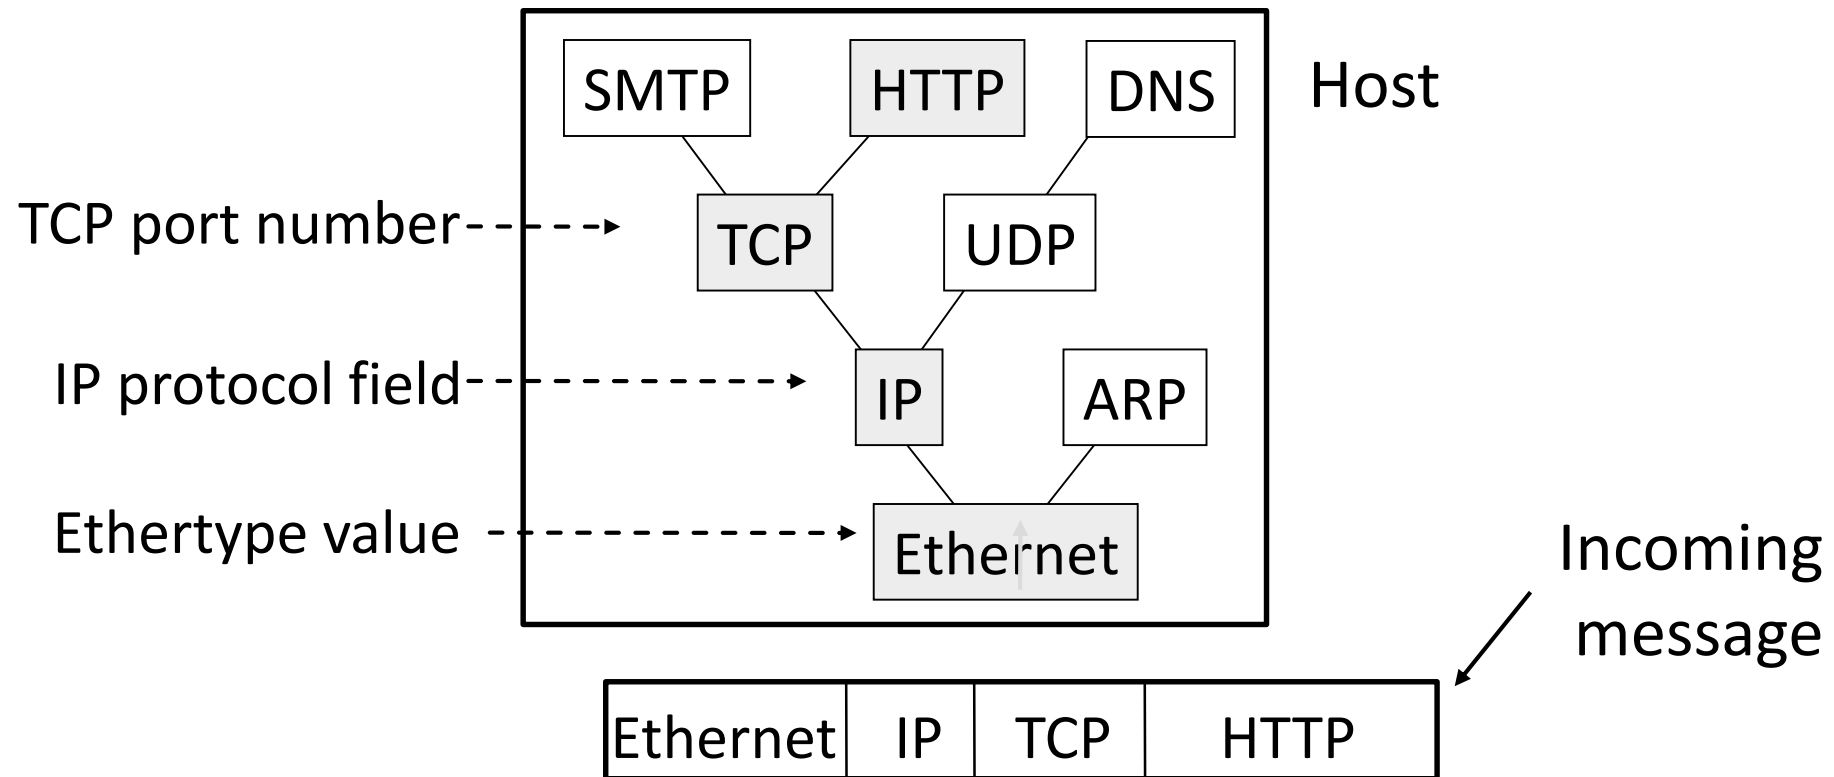 SMTP HTTP DNS Host
TCP port number TCP UDP
IP protocol field IP ARP
Ethertype value Ethernet
Incoming
message
Ethernet IP TCP HTTP